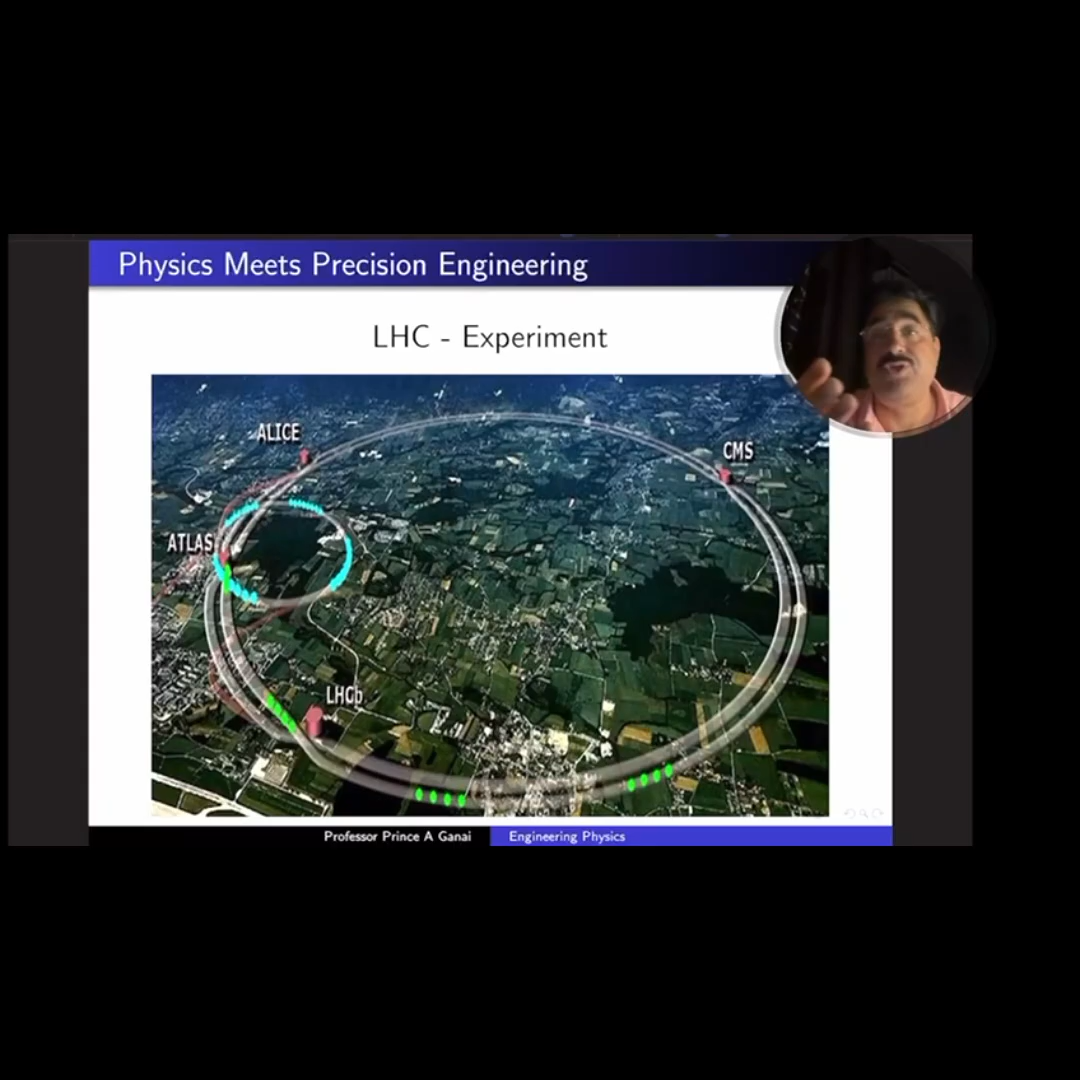 Physics Meets Precision Engineering
LHC - Experiment
ALICE
CMS
ATLAS
LHCb
Professor Prince A Ganai
Engineering Physics